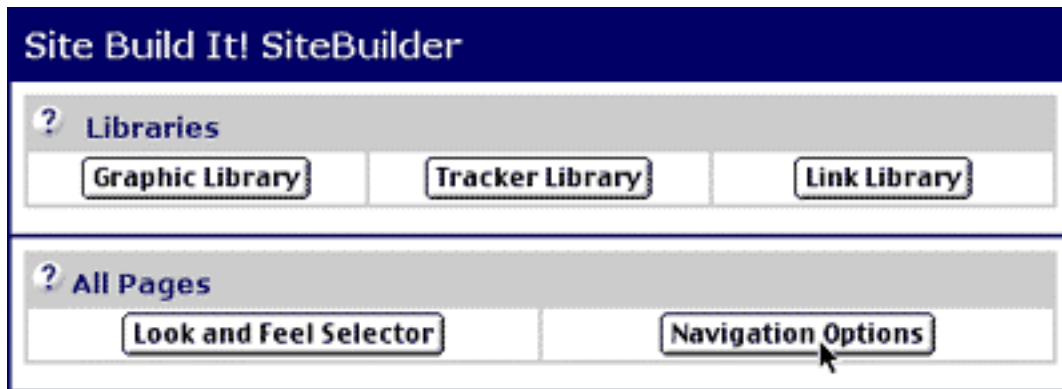 Site Build It! SiteBuilder
? Libraries
Graphic Library Tracker Library Link Library
? All Pages
Look and Feel Selector Navigation Options